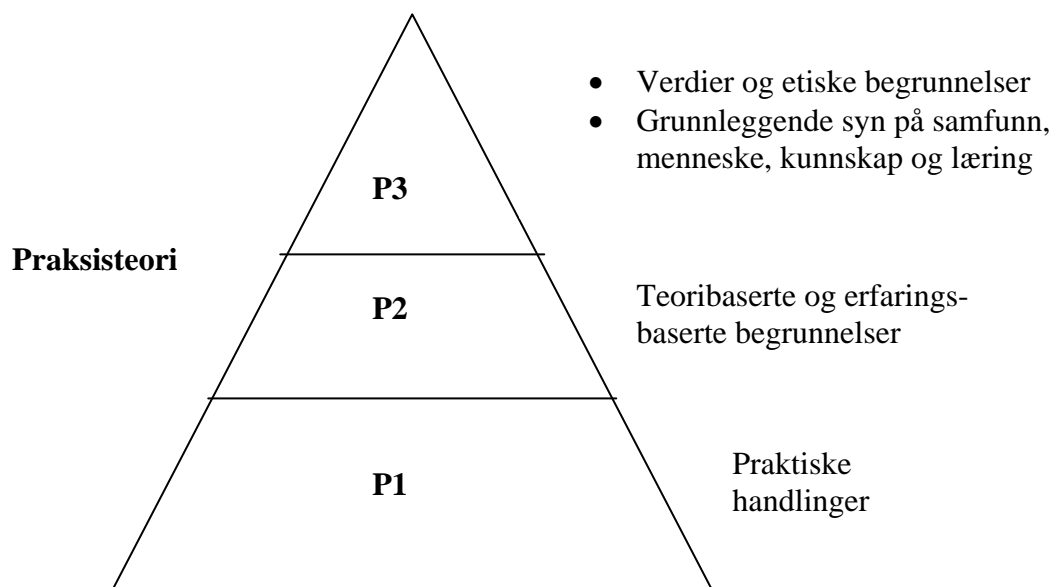 • Verdier og etiske begrunnelser
• Grunnleggende syn på samfunn,
menneske, kunnskap og læring
P3
Praksisteori
P2
Teoribaserte og erfarings-
baserte begrunnelser
P1
Praktiske
handlinger